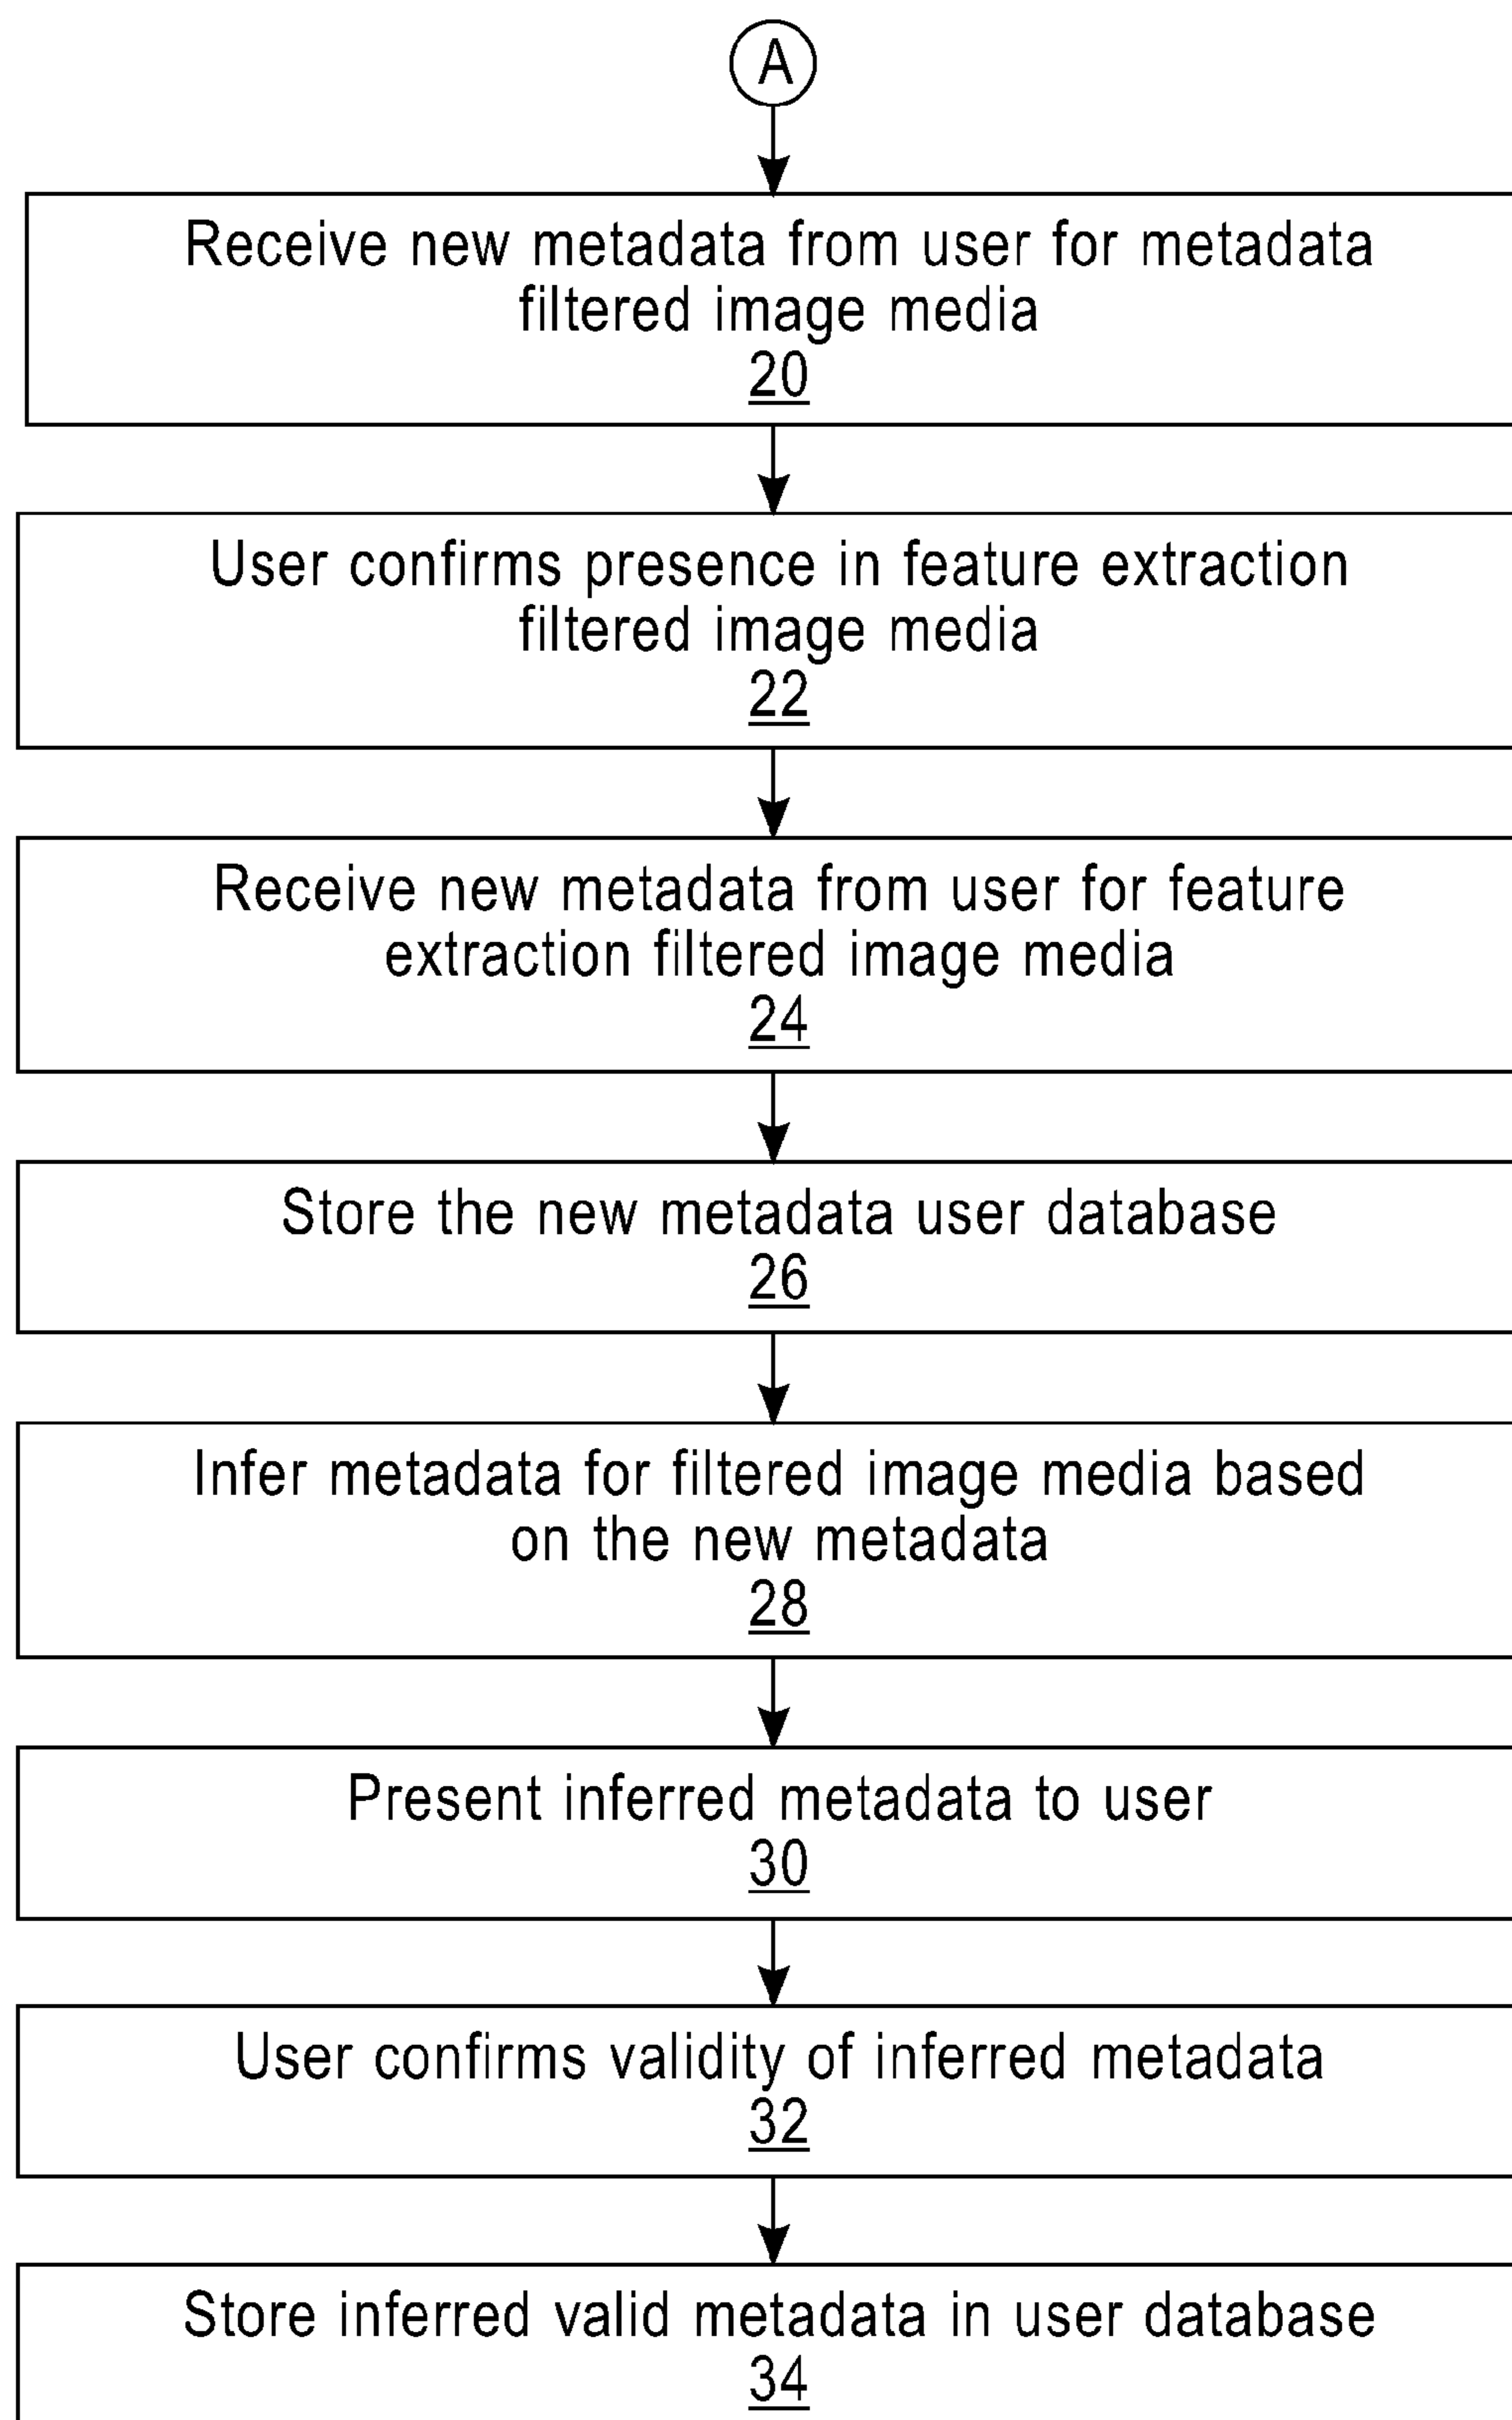 A
Receive new metadata from user for metadata
filtered image media
20
User confirms presence in feature extraction
filtered image media
22
Receive new metadata from user for feature
extraction filtered image media
24
Store the new metadata user database
26
Infer metadata for filtered image media based
on the new metadata
28
Present inferred metadata to user
30
User confirms validity of inferred metadata
32
Store inferred valid metadata in user database
34